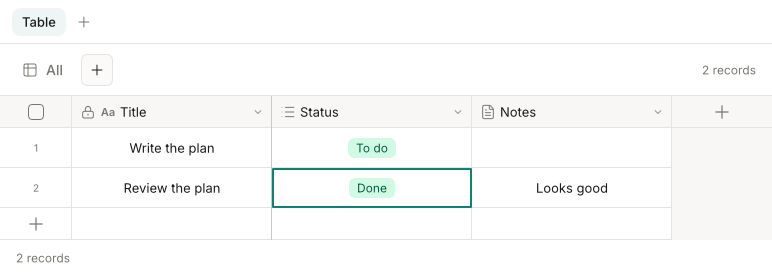 Table
All
2 records
Aa Title Status Notes
1 Write the plan To do
2 Review the plan Done Looks good
2 records